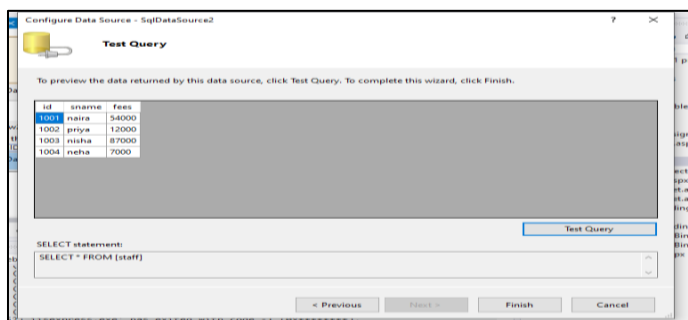 Configure Data Source - SqlDataSource2 ? ×
Test Query
To preview the data returned by this data source, click Test Query. To complete this wizard, click Finish.
id sname fees
1001 naira 54000
1002 priya 12000
1003 nisha 87000
1004 neha 7000
Test Query
SELECT statement:
SELECT * FROM [staff]
< Previous Next > Finish Cancel